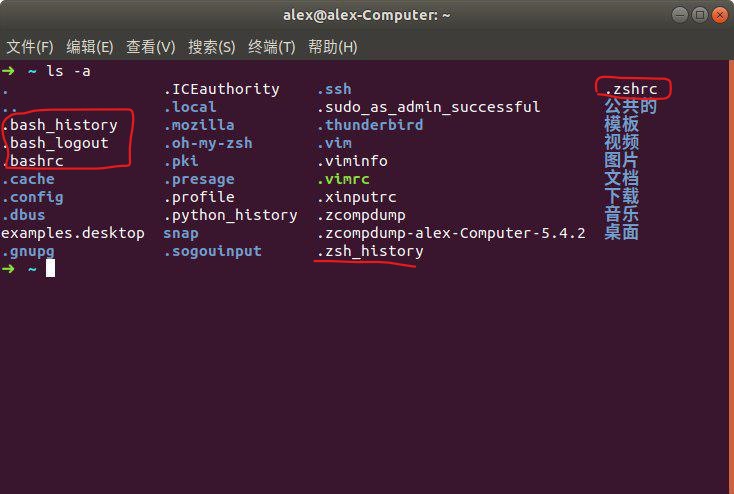 alex@alex-Computer: ~
文件(F) 编辑(E) 查看(V) 搜索(S) 终端(T) 帮助(H)
➜ ~ ls -a
. .ICEauthority .ssh .zshrc
.. .local .sudo_as_admin_successful 公共的
.bash_history .mozilla .thunderbird 模板
.bash_logout .oh-my-zsh .vim 视频
.bashrc .pki .viminfo 图片
.cache .presage .vimrc 文档
.config .profile .xinputrc 下载
.dbus .python_history .zcompdump 音乐
examples.desktop snap .zcompdump-alex-Computer-5.4.2 桌面
.gnupg .sogouinput .zsh_history
➜ ~